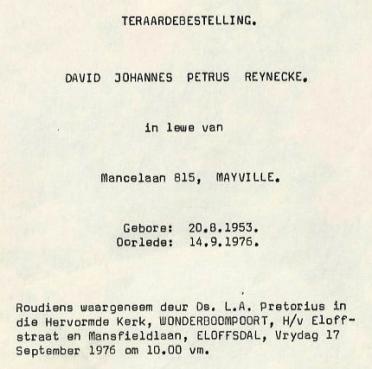 TERAARDEBESTELLING.
DAVID JOHANNES PETRUS REYNECKE.
in lewe van
Mancelaan 815, MAYVILLE.
Gebore: 20.8.1953.
Oorlede: 14.9.1976.
Roudiens waargeneem deur Ds. L.A. Pretorius in
die Hervormde Kerk, WONDERBOOMPOORT, H/v Eloff-
straat en Mansfieldlaan, ELOFFSDAL, Vrydag 17
September 1976 om 10.00 vm.